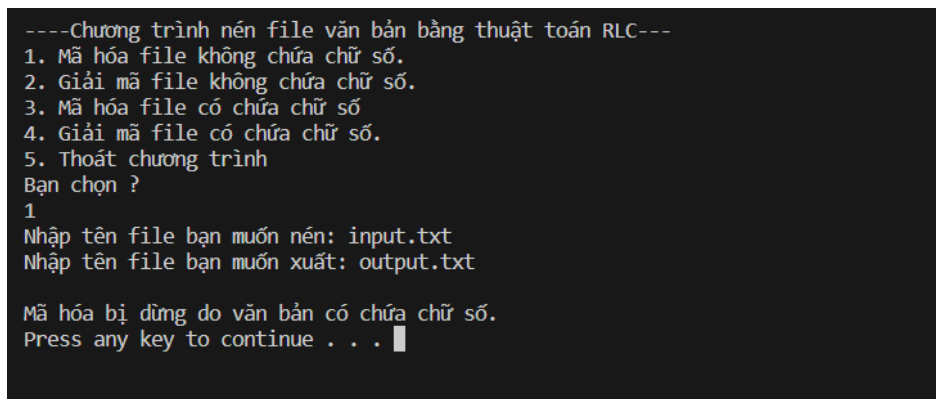 ----Chương trình nén file văn bản bằng thuật toán RLC---
1. Mã hóa file không chứa chữ số.
2. Giải mã file không chứa chữ số.
3. Mã hóa file có chứa chữ số
4. Giải mã file có chứa chữ số.
5. Thoát chương trình
Bạn chọn ?
1
Nhập tên file bạn muốn nén: input.txt
Nhập tên file bạn muốn xuất: output.txt
Mã hóa bị dừng do văn bản có chứa chữ số.
Press any key to continue . . .